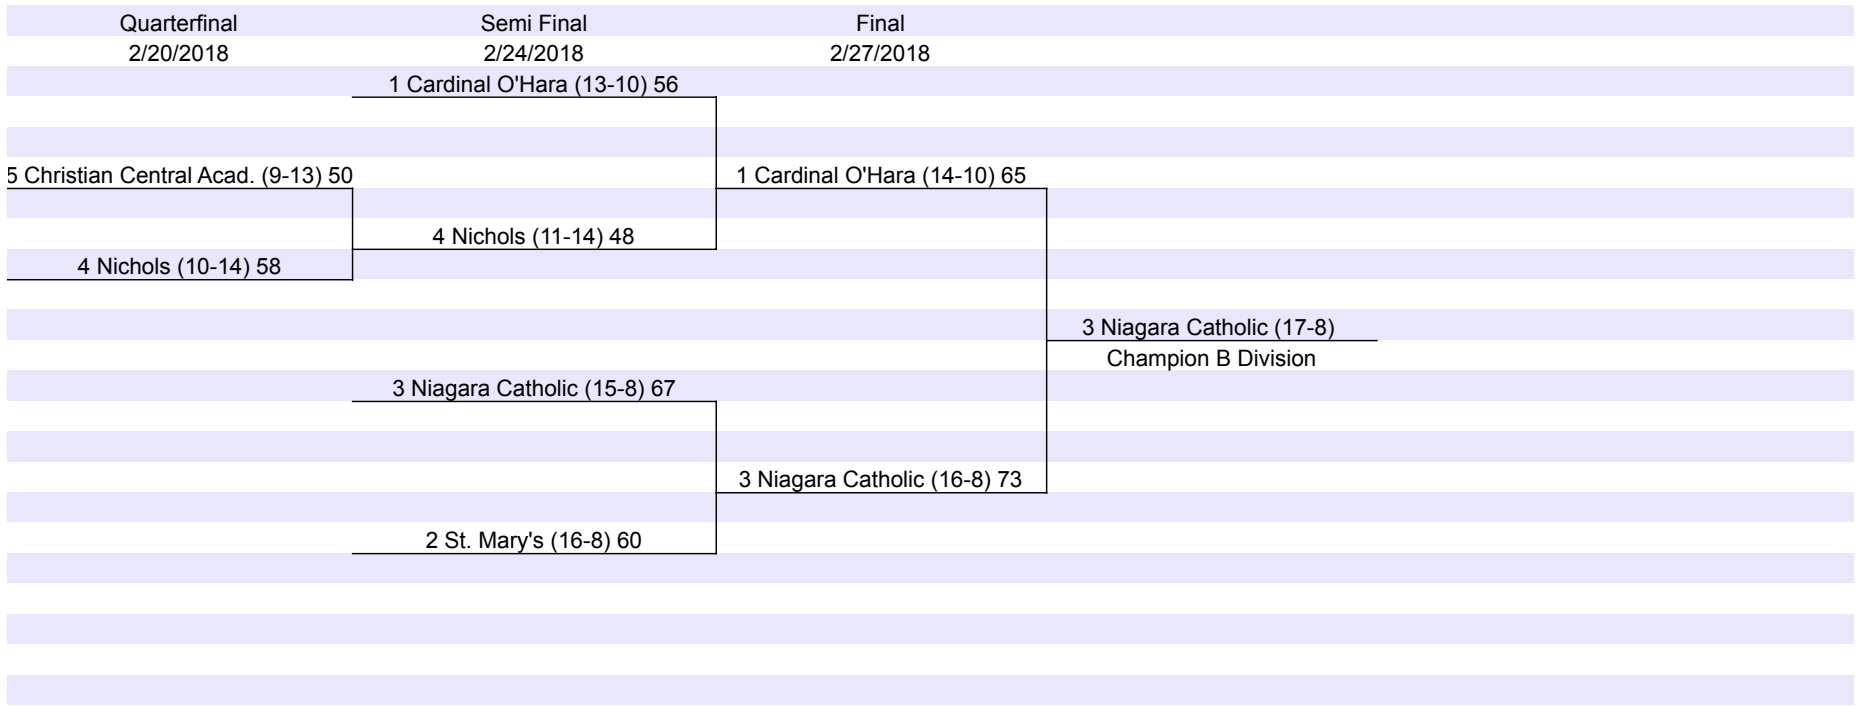 Quarterfinal Semi Final Final
2/20/2018 2/24/2018 2/27/2018
1 Cardinal O'Hara (13-10) 56
5 Christian Central Acad. (9-13) 50 1 Cardinal O'Hara (14-10) 65
4 Nichols (11-14) 48
4 Nichols (10-14) 58
3 Niagara Catholic (17-8)
Champion B Division
3 Niagara Catholic (15-8) 67
3 Niagara Catholic (16-8) 73
2 St. Mary's (16-8) 60